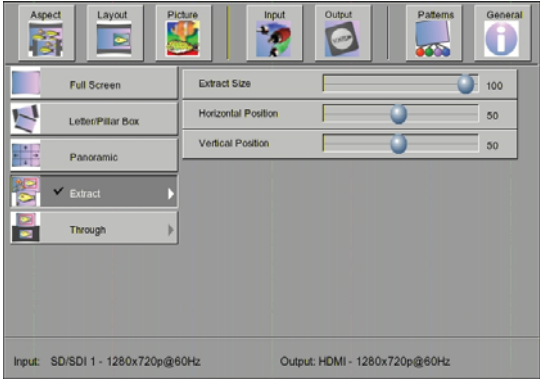 Aspect Layout Picture Input Output Patterns General
Full Screen
Letter/Pillar Box
Panoramic
Extract
Through
Extract Size 100
Horizontal Position 50
Vertical Position 50
Input: SD/SDI 1 - 1280x720p@60Hz Output: HDMI - 1280x720p@60Hz